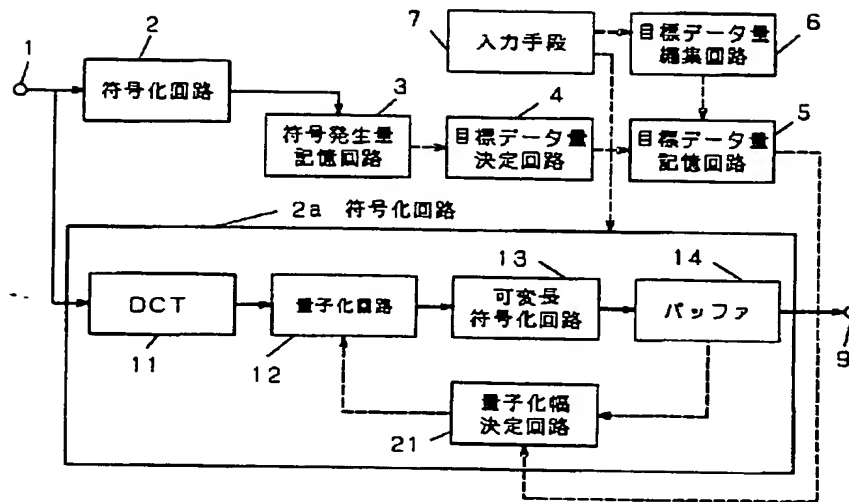 1
2
符号化回路
3
符号発生量
記憶回路
4
目標データ量
決定回路
7
入力手段
目標データ量
編集回路
6
5
目標データ量
記憶回路
2a 符号化回路
DCT
11
量子化回路
12
13
可変長
符号化回路
14
バッファ
9
量子化幅
決定回路
21